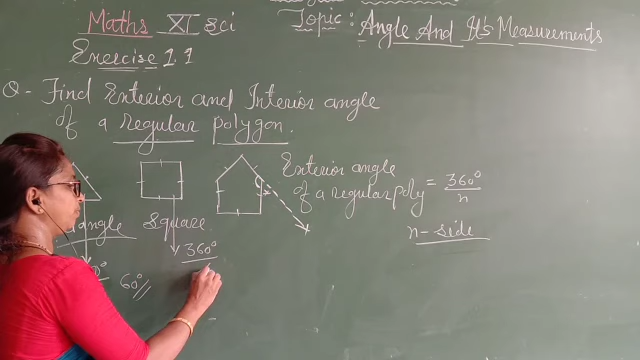 Maths XI sci
Topic: Angle And It's Measurements
Exercise 1.1
Q- Find Exterior and Interior angle
of a regular polygon.
Exterior angle
of a regular poly = 360°/n
n- side
Square
360°
60°